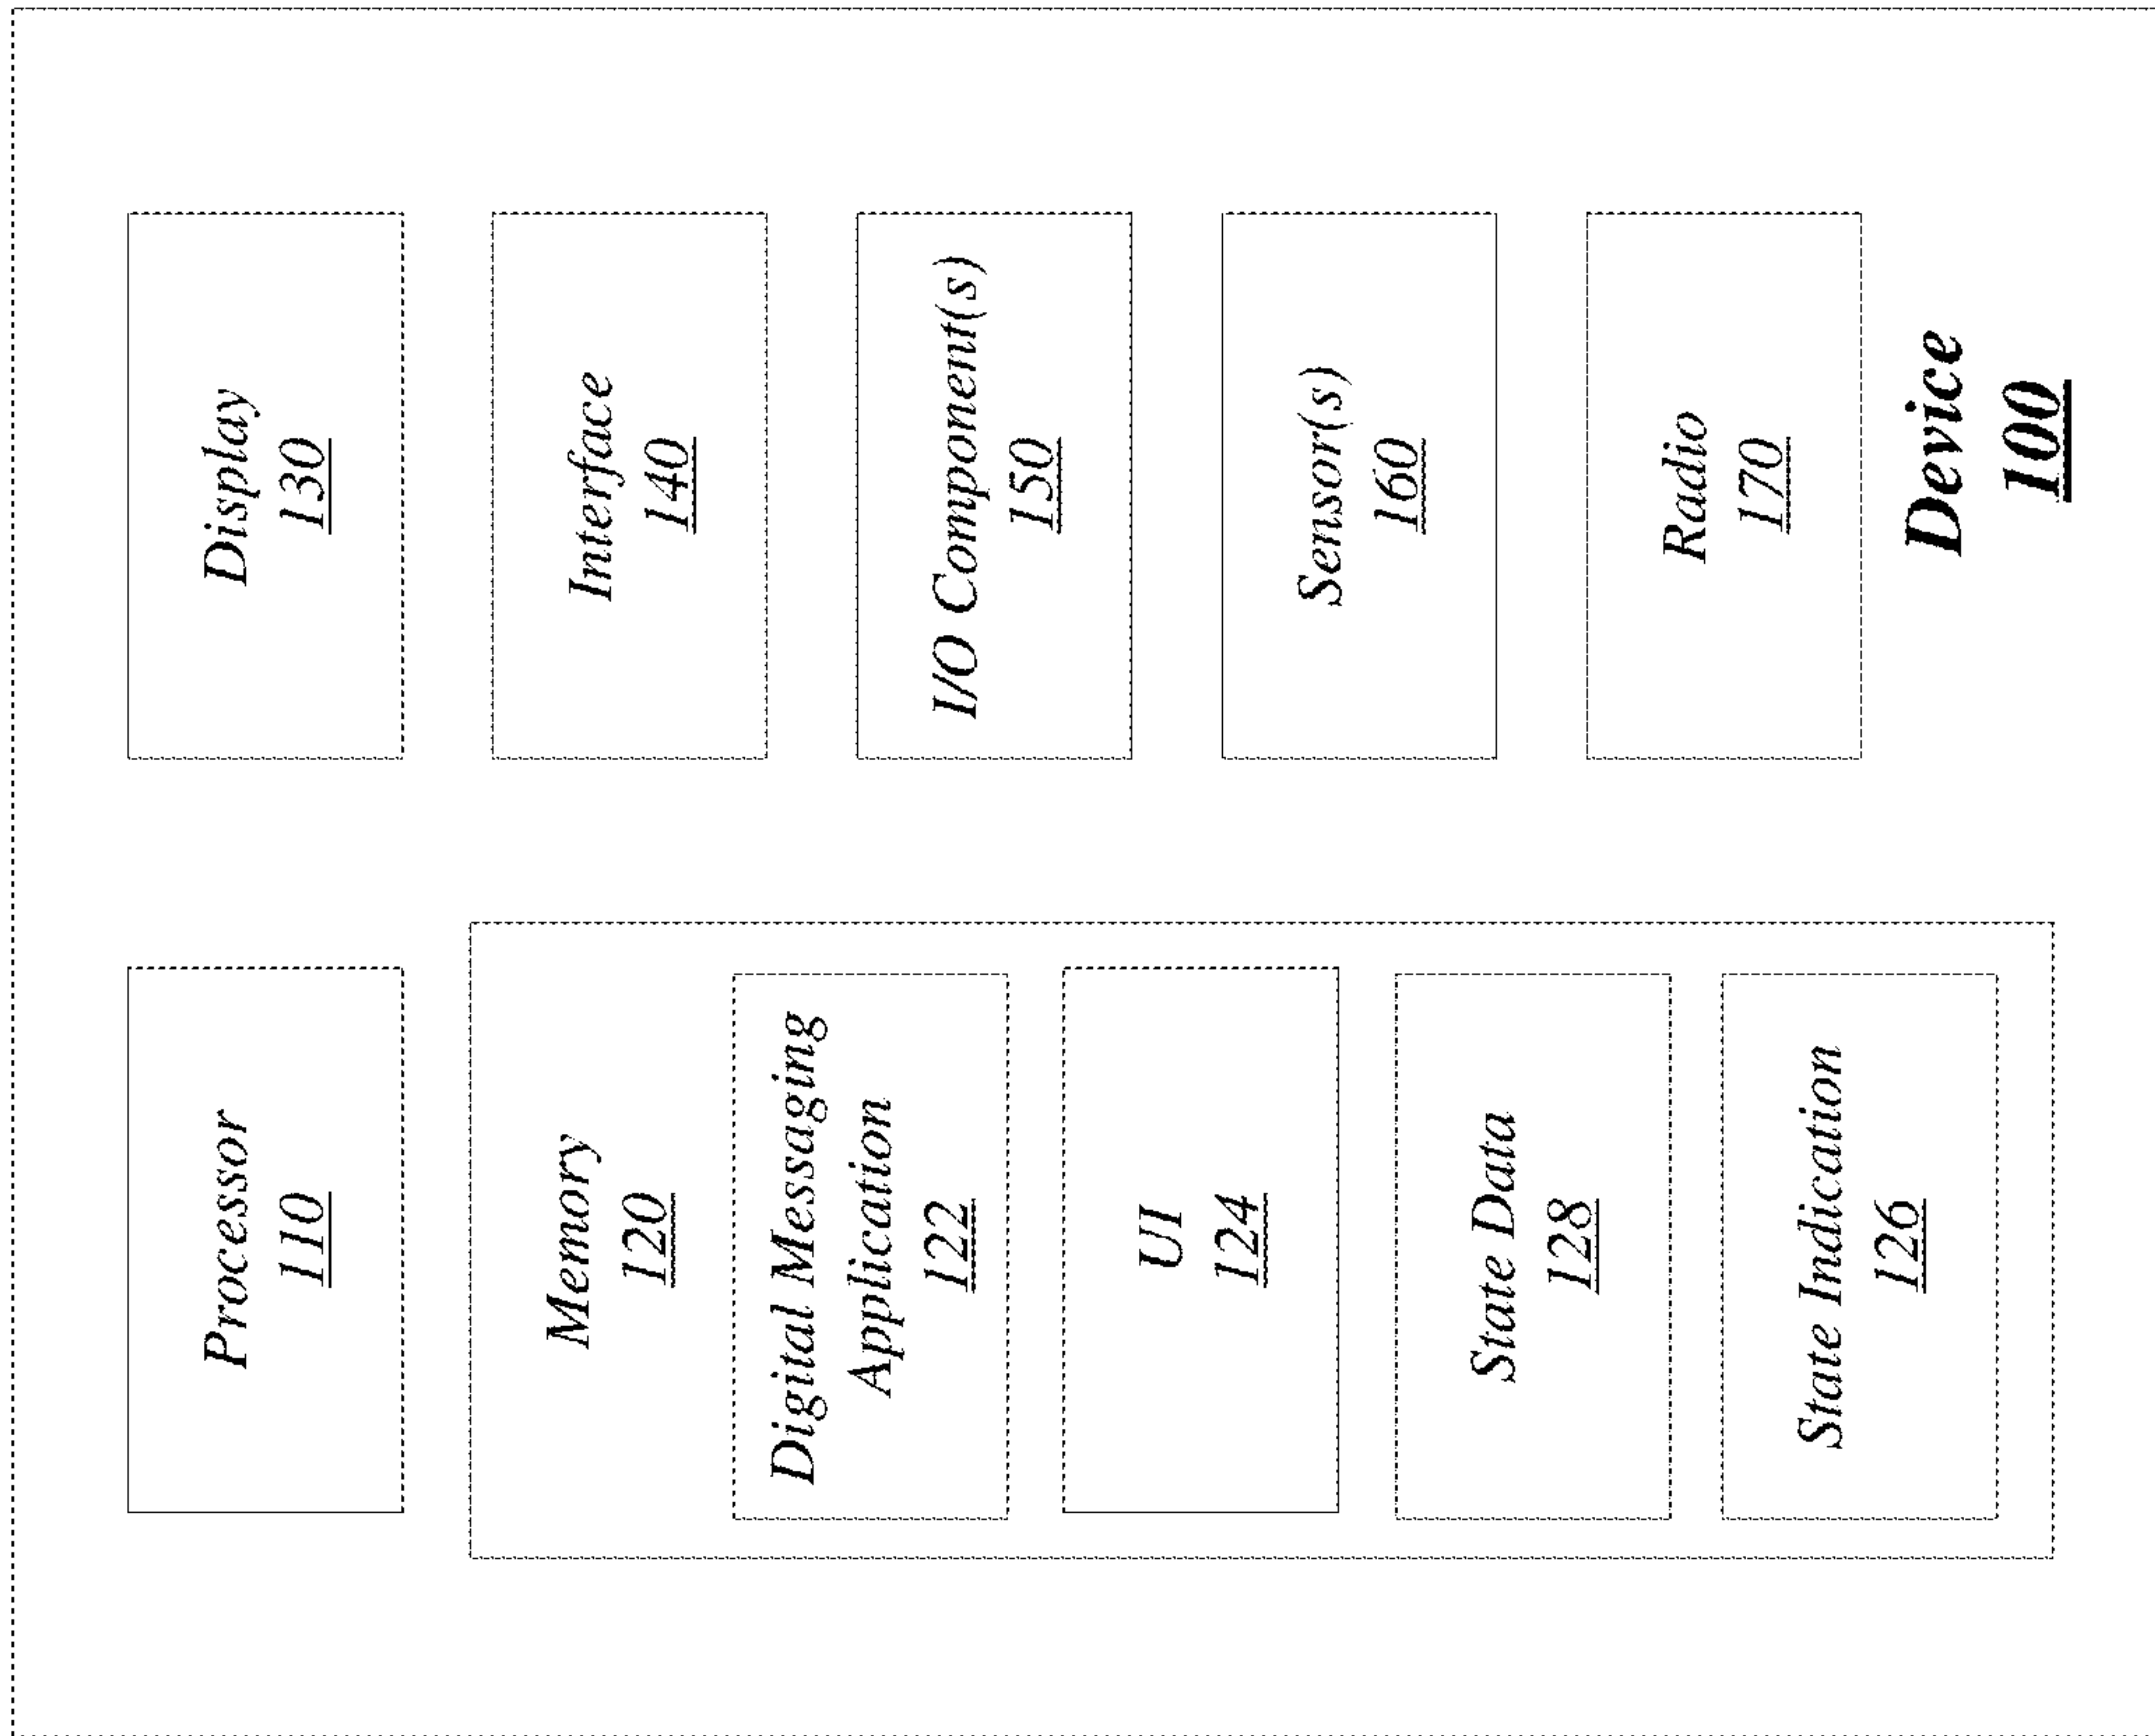 Processor
110
Memory
120
Digital Messaging
Application
122
UI
124
State Data
128
State Indication
126
Display
130
Interface
140
I/O Component(s)
150
Sensor(s)
160
Radio
170
Device
100